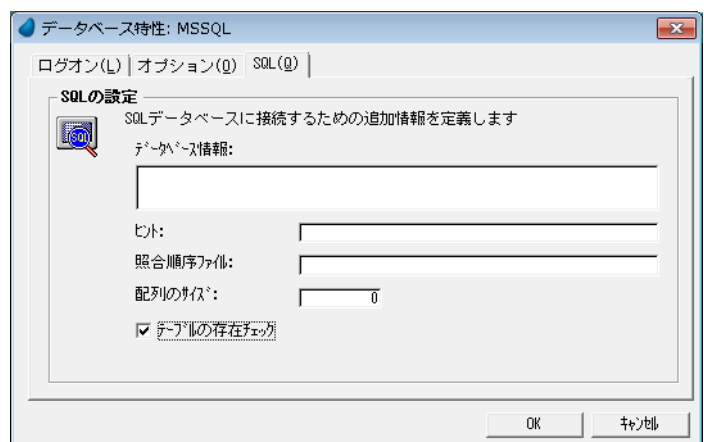 データベース特性: MSSQL
ログオン(L) オプション(O) SQL(Q)
SQLの設定
SQLデータベースに接続するための追加情報を定義します
ﾃﾞｰﾀﾍﾞｰｽ情報:
ﾋﾝﾄ:
照合順序ﾌｧｲﾙ:
配列のｻｲｽﾞ:
0
ﾃｰﾌﾞﾙの存在ﾁｪｯｸ
OK ｷｬﾝｾﾙ